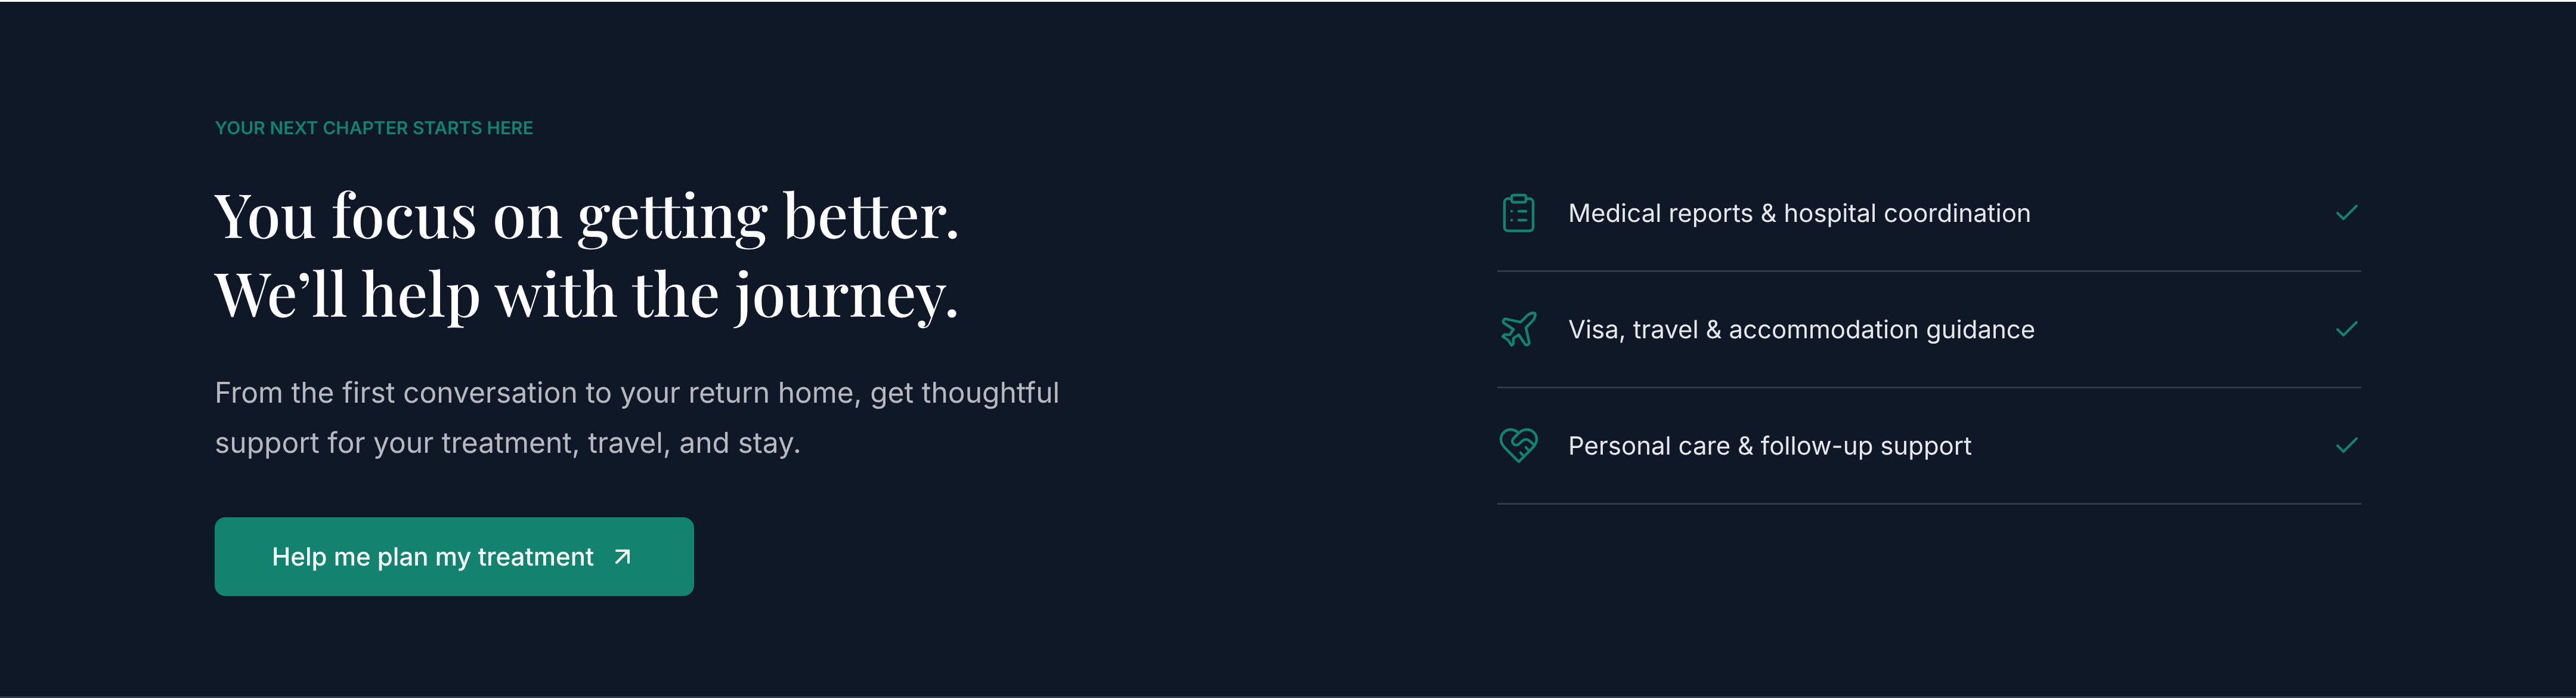 YOUR NEXT CHAPTER STARTS HERE
You focus on getting better.
We’ll help with the journey.
From the first conversation to your return home, get thoughtful
support for your treatment, travel, and stay.
Help me plan my treatment
Medical reports & hospital coordination
Visa, travel & accommodation guidance
Personal care & follow-up support